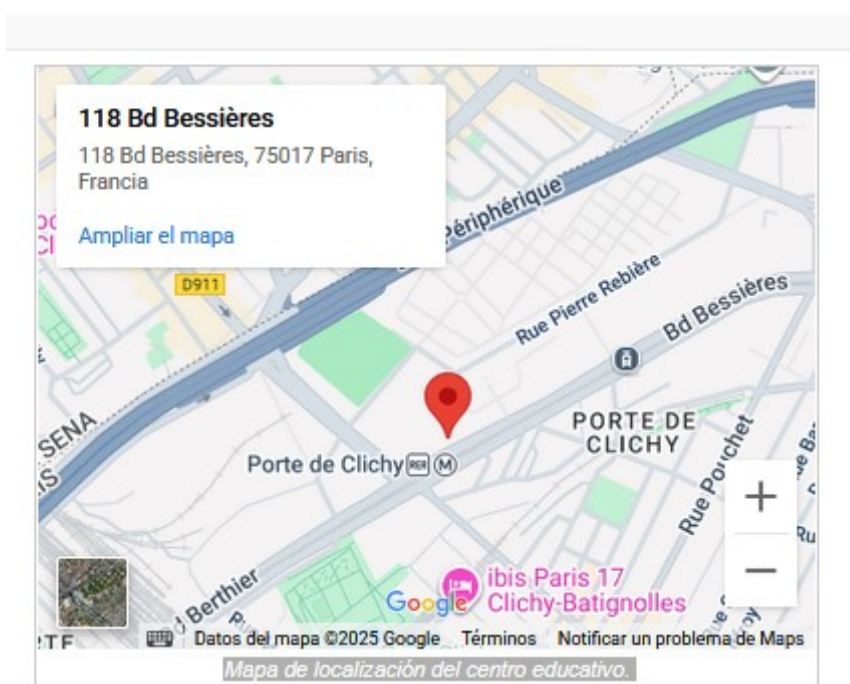 118 Bd Bessières
118 Bd Bessières, 75017 Paris,
Francia
Ampliar el mapa
Périphérique
D911
Rue Pierre Rebière
Bd Bessières
PORTE DE
CLICHY
SENA
Porte de Clichy RER M
Rue Pouchet
+
−
ibis Paris 17
Clichy-Batignolles
Google
Berthier
Datos del mapa ©2025 Google
Términos
Notificar un problema de Maps
Mapa de localización del centro educativo.